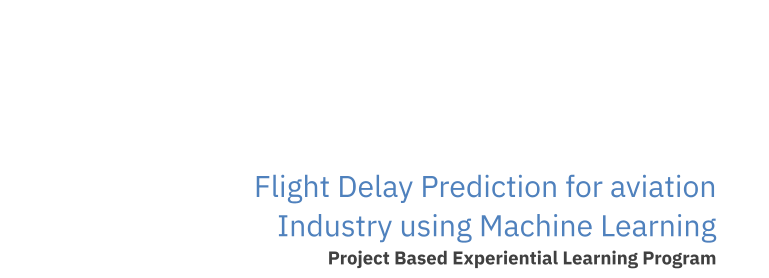 Flight Delay Prediction for aviation
Industry using Machine Learning
Project Based Experiential Learning Program